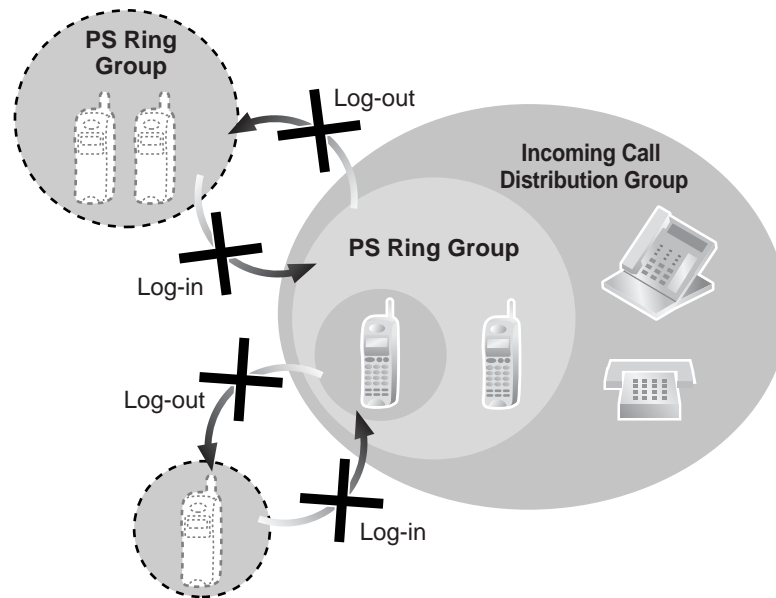 PS Ring
Group
Log-out
Incoming Call
Distribution Group
PS Ring Group
Log-in
Log-out
Log-in